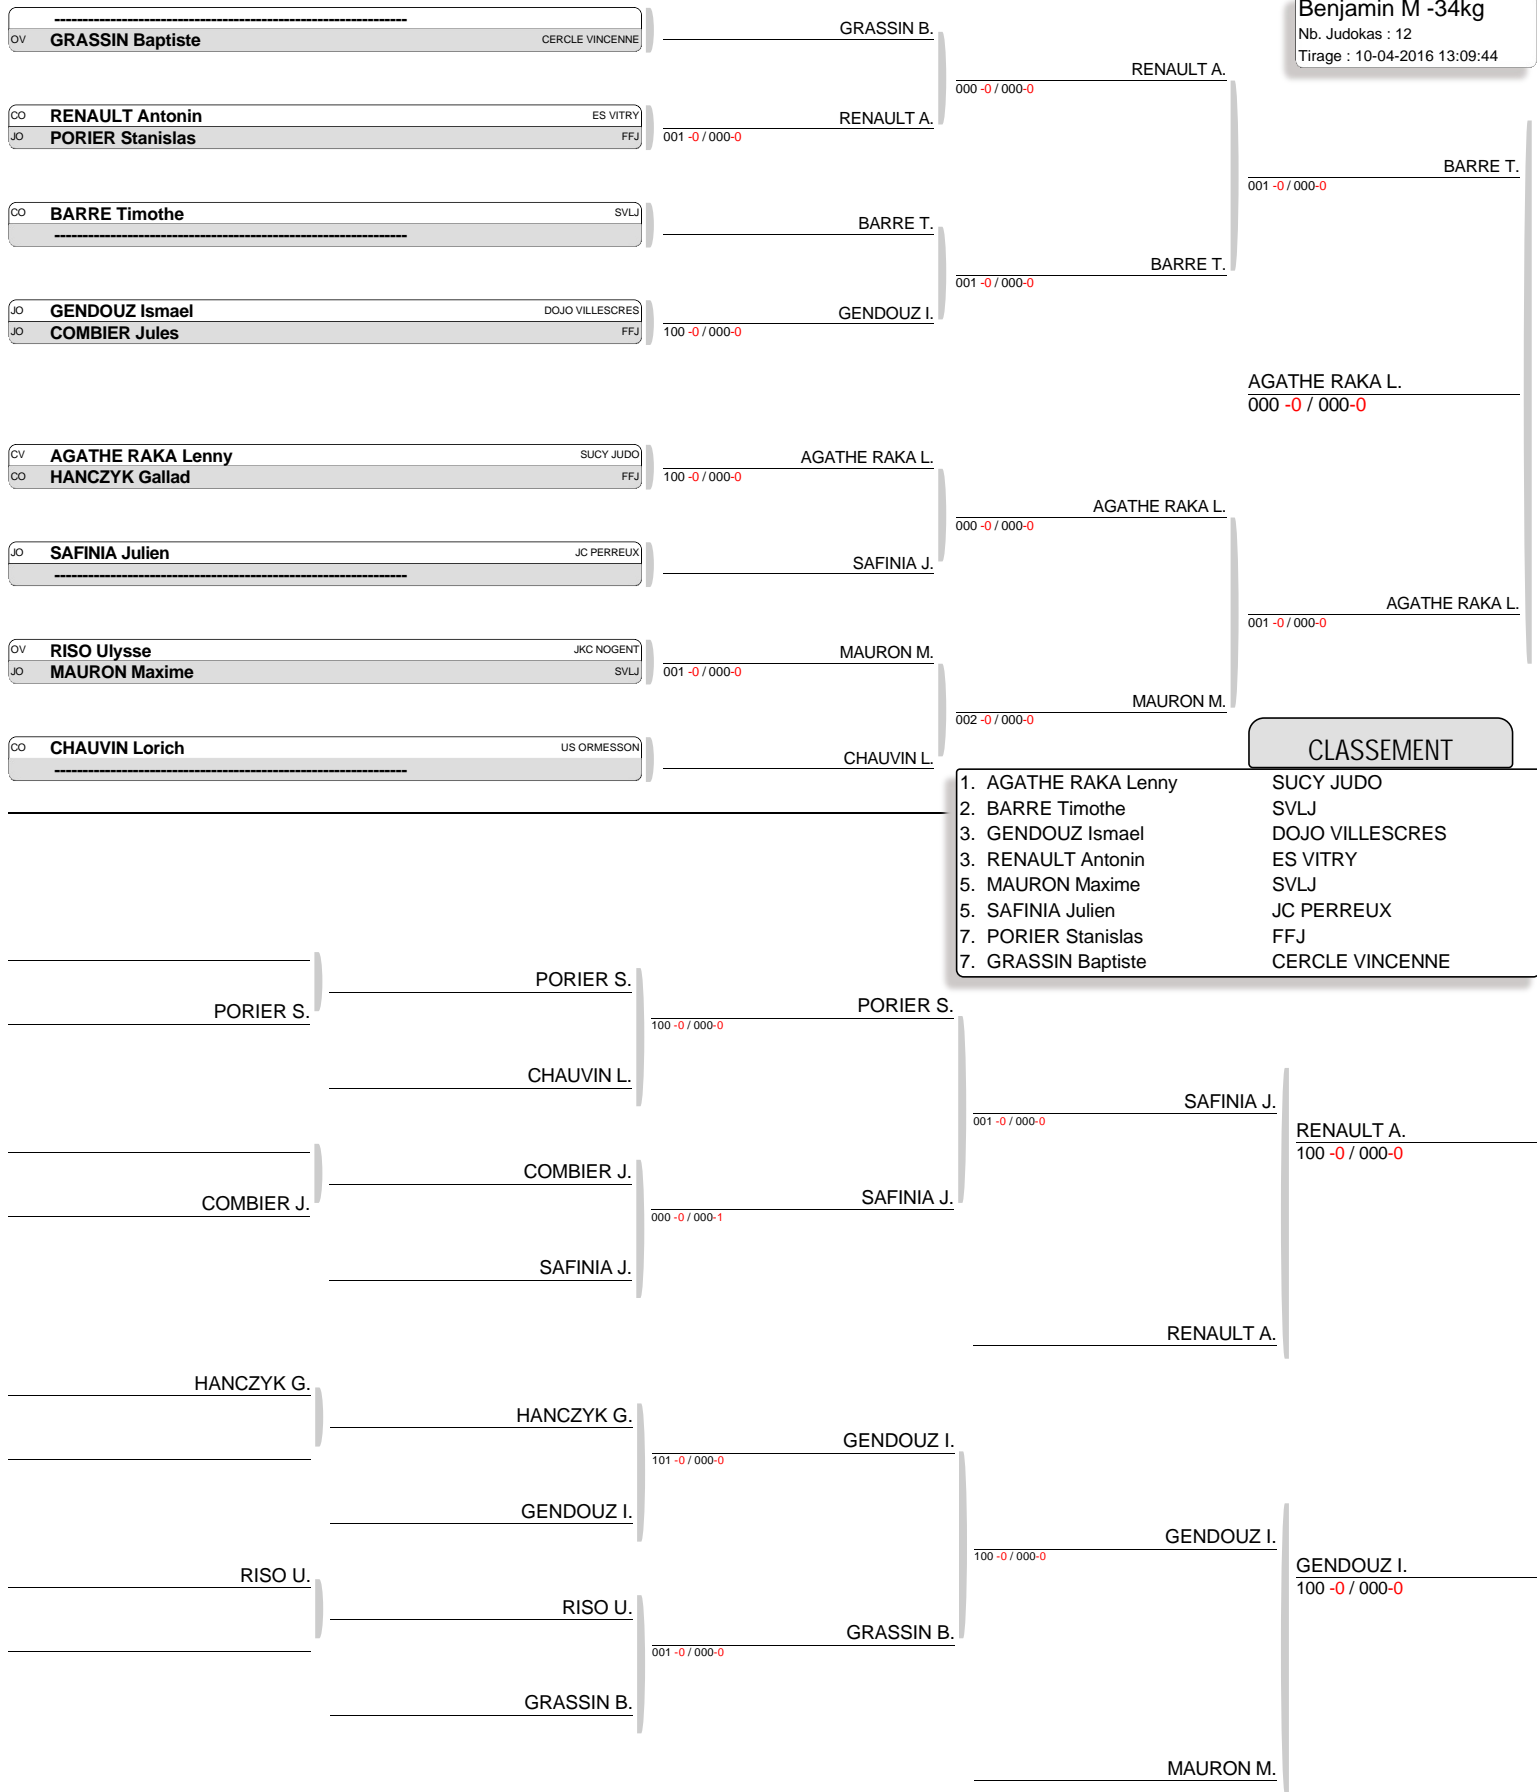 Benjamin M -34kg
Nb. Judokas : 12
Tirage : 10-04-2016 13:09:44
----------------------------------------------------------------
OV GRASSIN Baptiste CERCLE VINCENNE
GRASSIN B.
RENAULT A.
000 -0 / 000-0
CO RENAULT Antonin ES VITRY
JO PORIER Stanislas FFJ
RENAULT A.
001 -0 / 000-0
BARRE T.
001 -0 / 000-0
CO BARRE Timothe SVLJ
----------------------------------------------------------------
BARRE T.
BARRE T.
001 -0 / 000-0
JO GENDOUZ Ismael DOJO VILLESCRES
JO COMBIER Jules FFJ
GENDOUZ I.
100 -0 / 000-0
AGATHE RAKA L.
000 -0 / 000-0
CV AGATHE RAKA Lenny SUCY JUDO
CO HANCZYK Gallad FFJ
AGATHE RAKA L.
100 -0 / 000-0
AGATHE RAKA L.
000 -0 / 000-0
JO SAFINIA Julien JC PERREUX
----------------------------------------------------------------
SAFINIA J.
AGATHE RAKA L.
001 -0 / 000-0
OV RISO Ulysse JKC NOGENT
JO MAURON Maxime SVLJ
MAURON M.
001 -0 / 000-0
MAURON M.
002 -0 / 000-0
CO CHAUVIN Lorich US ORMESSON
----------------------------------------------------------------
CHAUVIN L.
CLASSEMENT
1. AGATHE RAKA Lenny SUCY JUDO
2. BARRE Timothe SVLJ
3. GENDOUZ Ismael DOJO VILLESCRES
3. RENAULT Antonin ES VITRY
5. MAURON Maxime SVLJ
5. SAFINIA Julien JC PERREUX
7. PORIER Stanislas FFJ
7. GRASSIN Baptiste CERCLE VINCENNE
PORIER S.
PORIER S.
PORIER S.
100 -0 / 000-0
CHAUVIN L.
SAFINIA J.
001 -0 / 000-0
RENAULT A.
100 -0 / 000-0
COMBIER J.
COMBIER J.
SAFINIA J.
000 -0 / 000-1
SAFINIA J.
RENAULT A.
HANCZYK G.
HANCZYK G.
GENDOUZ I.
101 -0 / 000-0
GENDOUZ I.
GENDOUZ I.
100 -0 / 000-0
GENDOUZ I.
100 -0 / 000-0
RISO U.
RISO U.
GRASSIN B.
001 -0 / 000-0
GRASSIN B.
MAURON M.